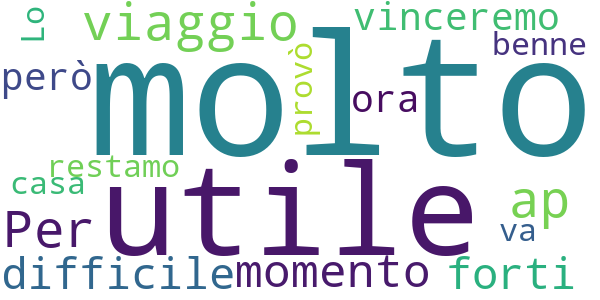 Lo
viaggio
vinceremo
benne
però
molto
provò
ora
restamo
casa
utile
Per
ap
va
difficile
momento
forti